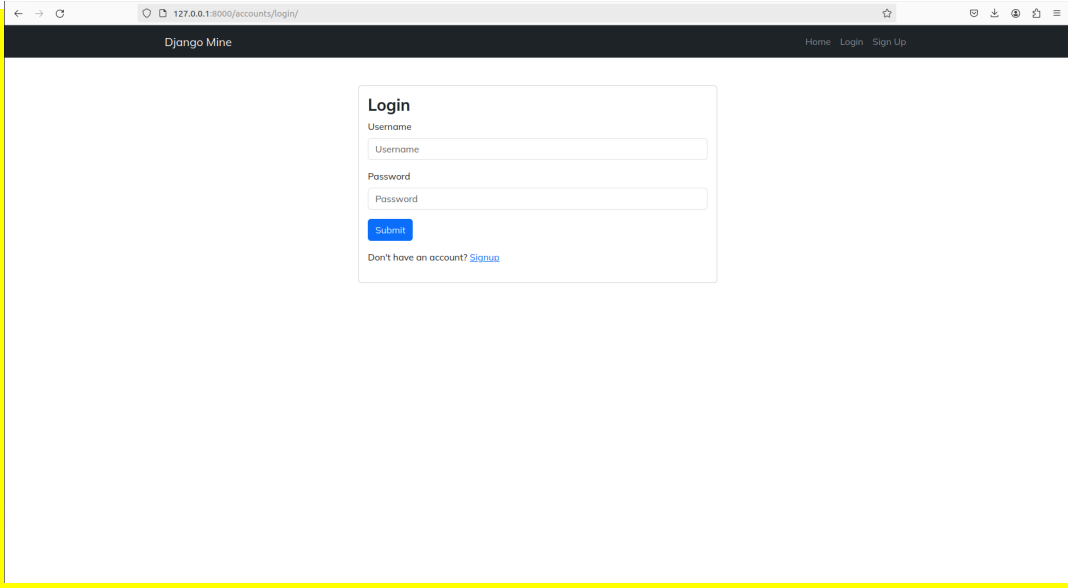 127.0.0.1:8000/accounts/login/
Django Mine
Home Login Sign Up
Login
Username
Username
Password
Password
Submit
Don't have an account? Signup